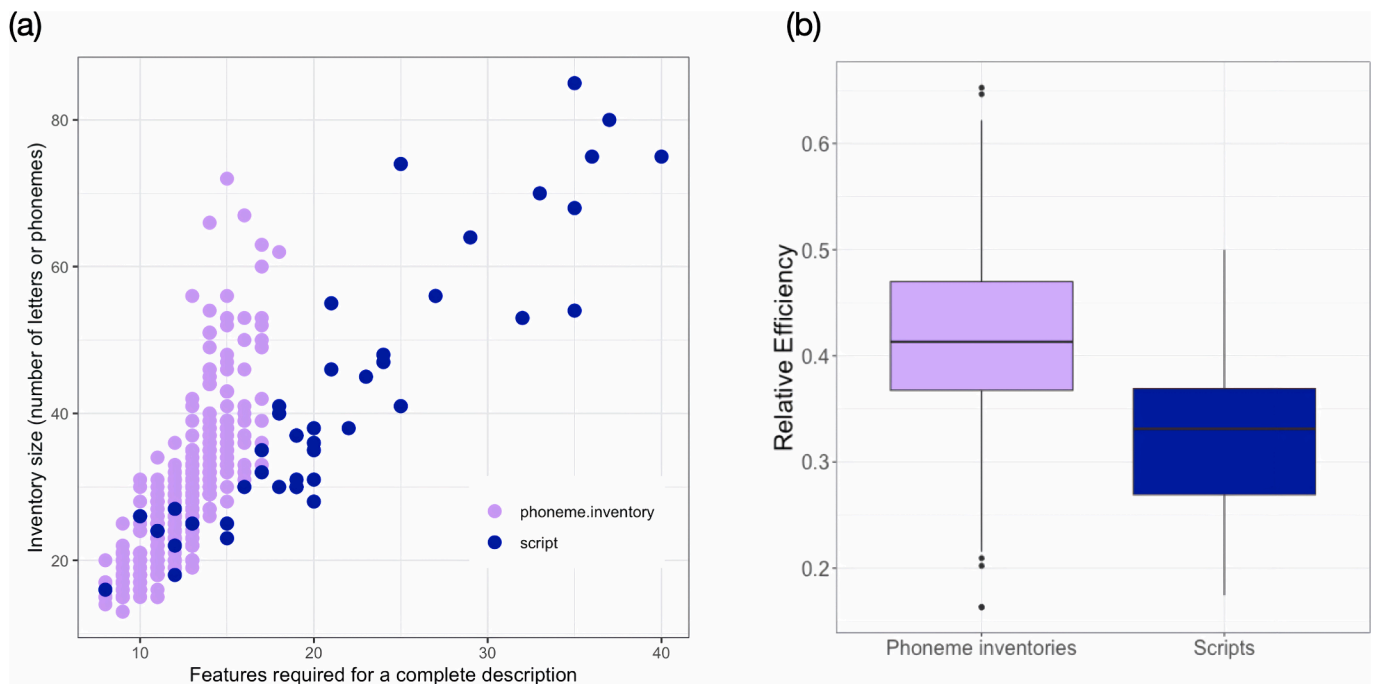 (a)
Inventory size (number of letters or phonemes)
80
60
40
20
10
20
30
40
Features required for a complete description
phoneme.inventory
script
(b)
Relative Efficiency
0.6
0.5
0.4
0.3
0.2
Phoneme inventories
Scripts